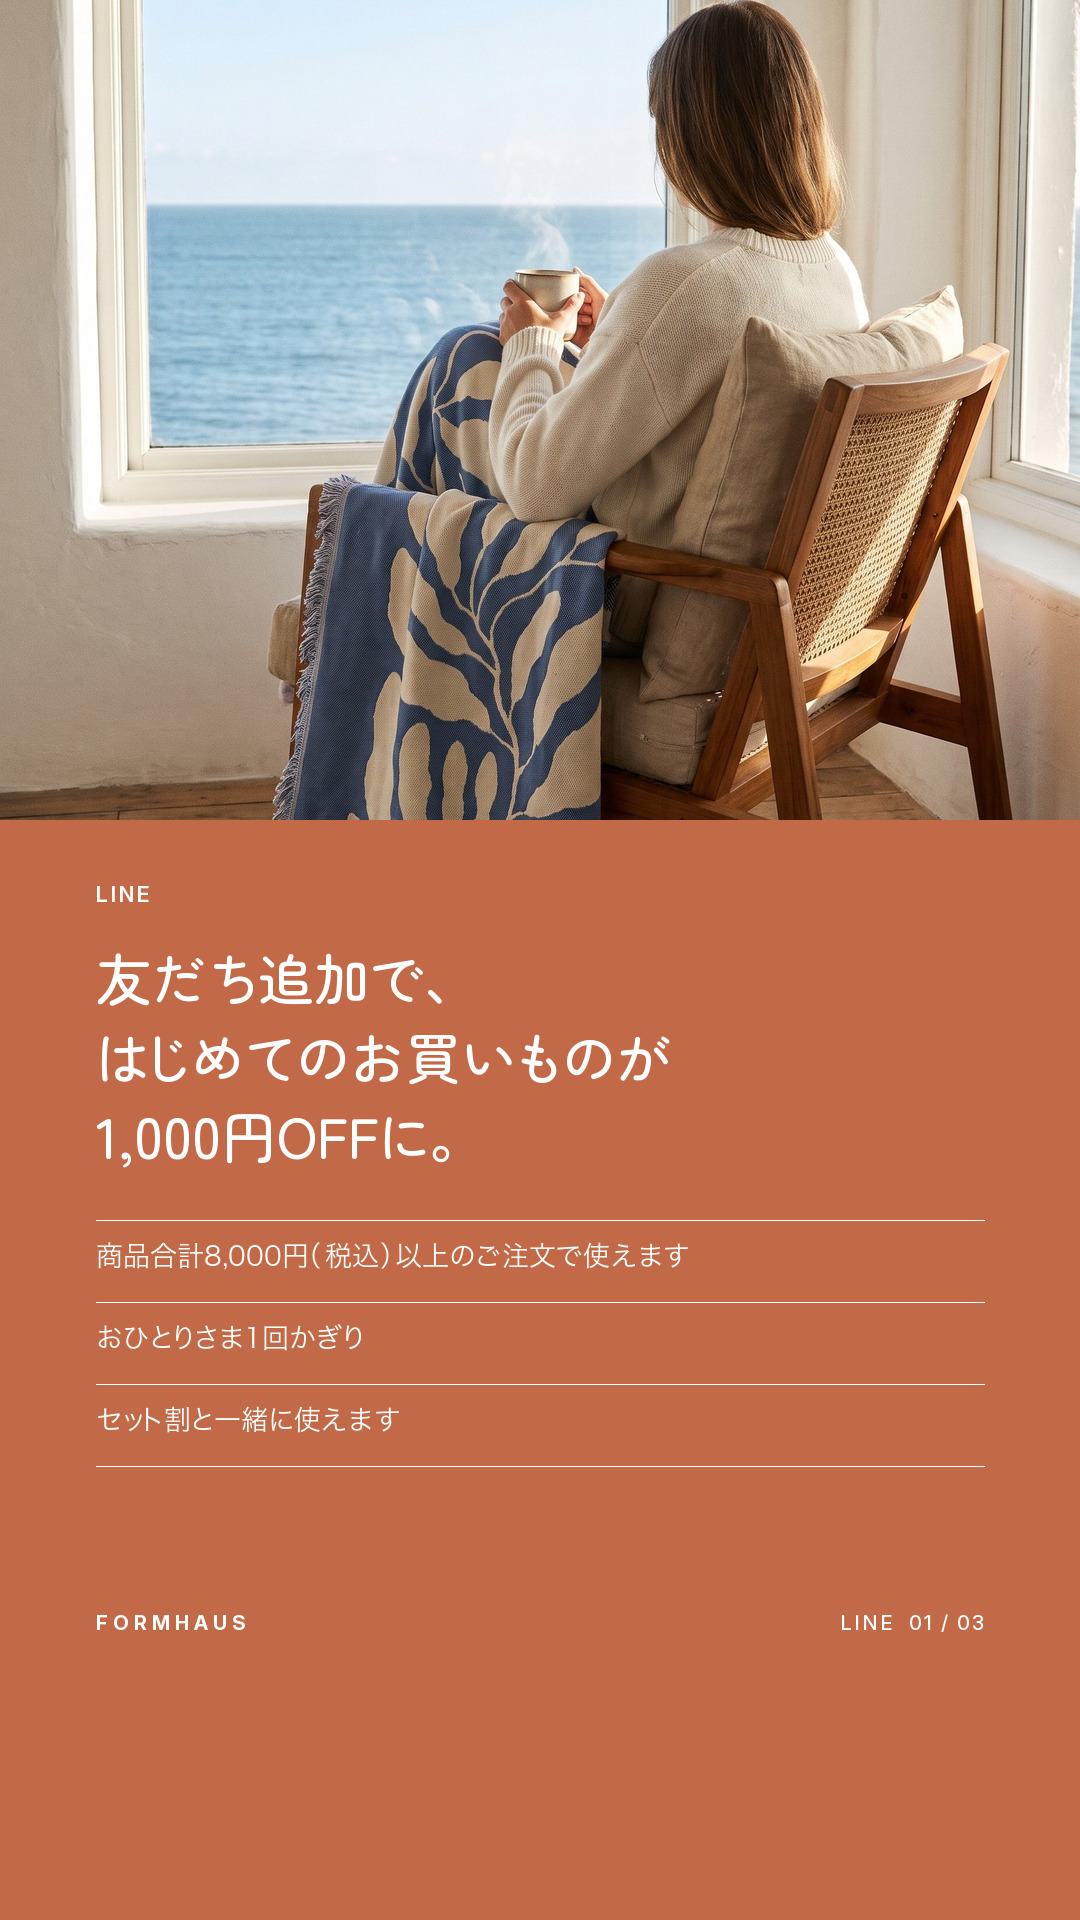 LINE
友だち追加で、
はじめてのお買いものが
1,000円OFFに。
商品合計8,000円（税込）以上のご注文で使えます
おひとりさま1回かぎり
セット割と一緒に使えます
FORMHAUS
LINE 01 / 03